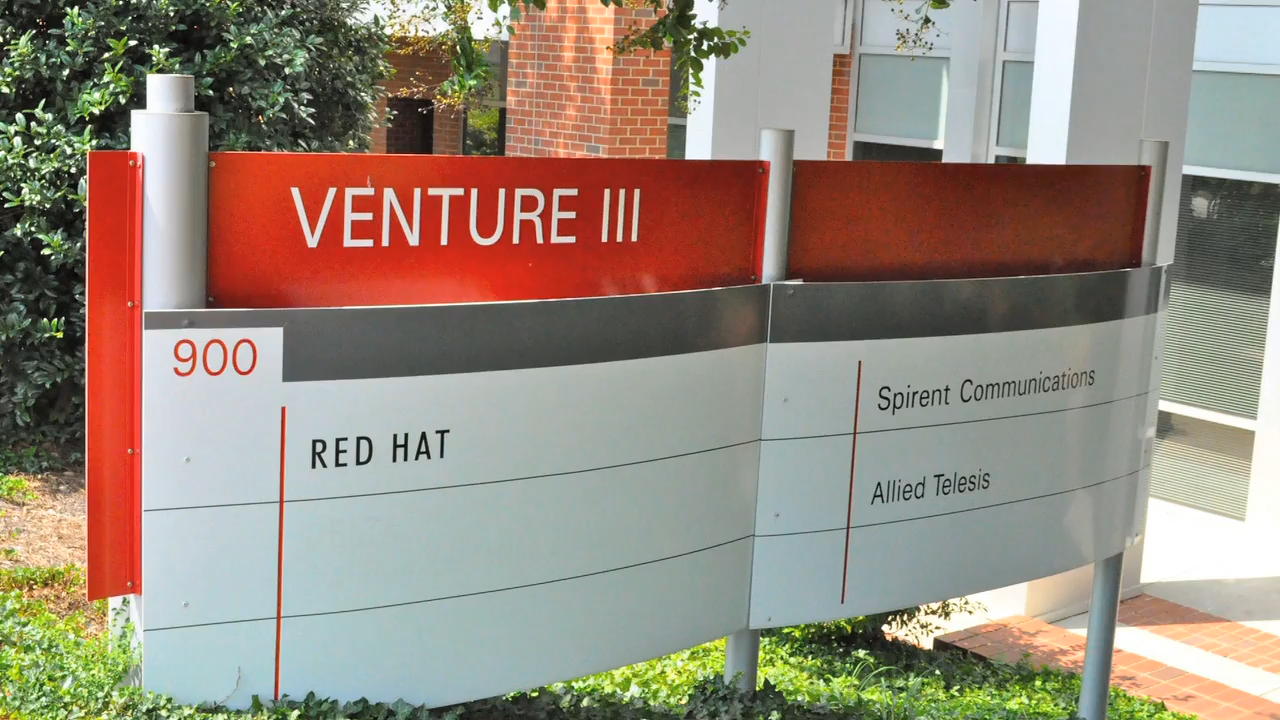 VENTURE III
900
RED HAT
Spirent Communications
Allied Telesis